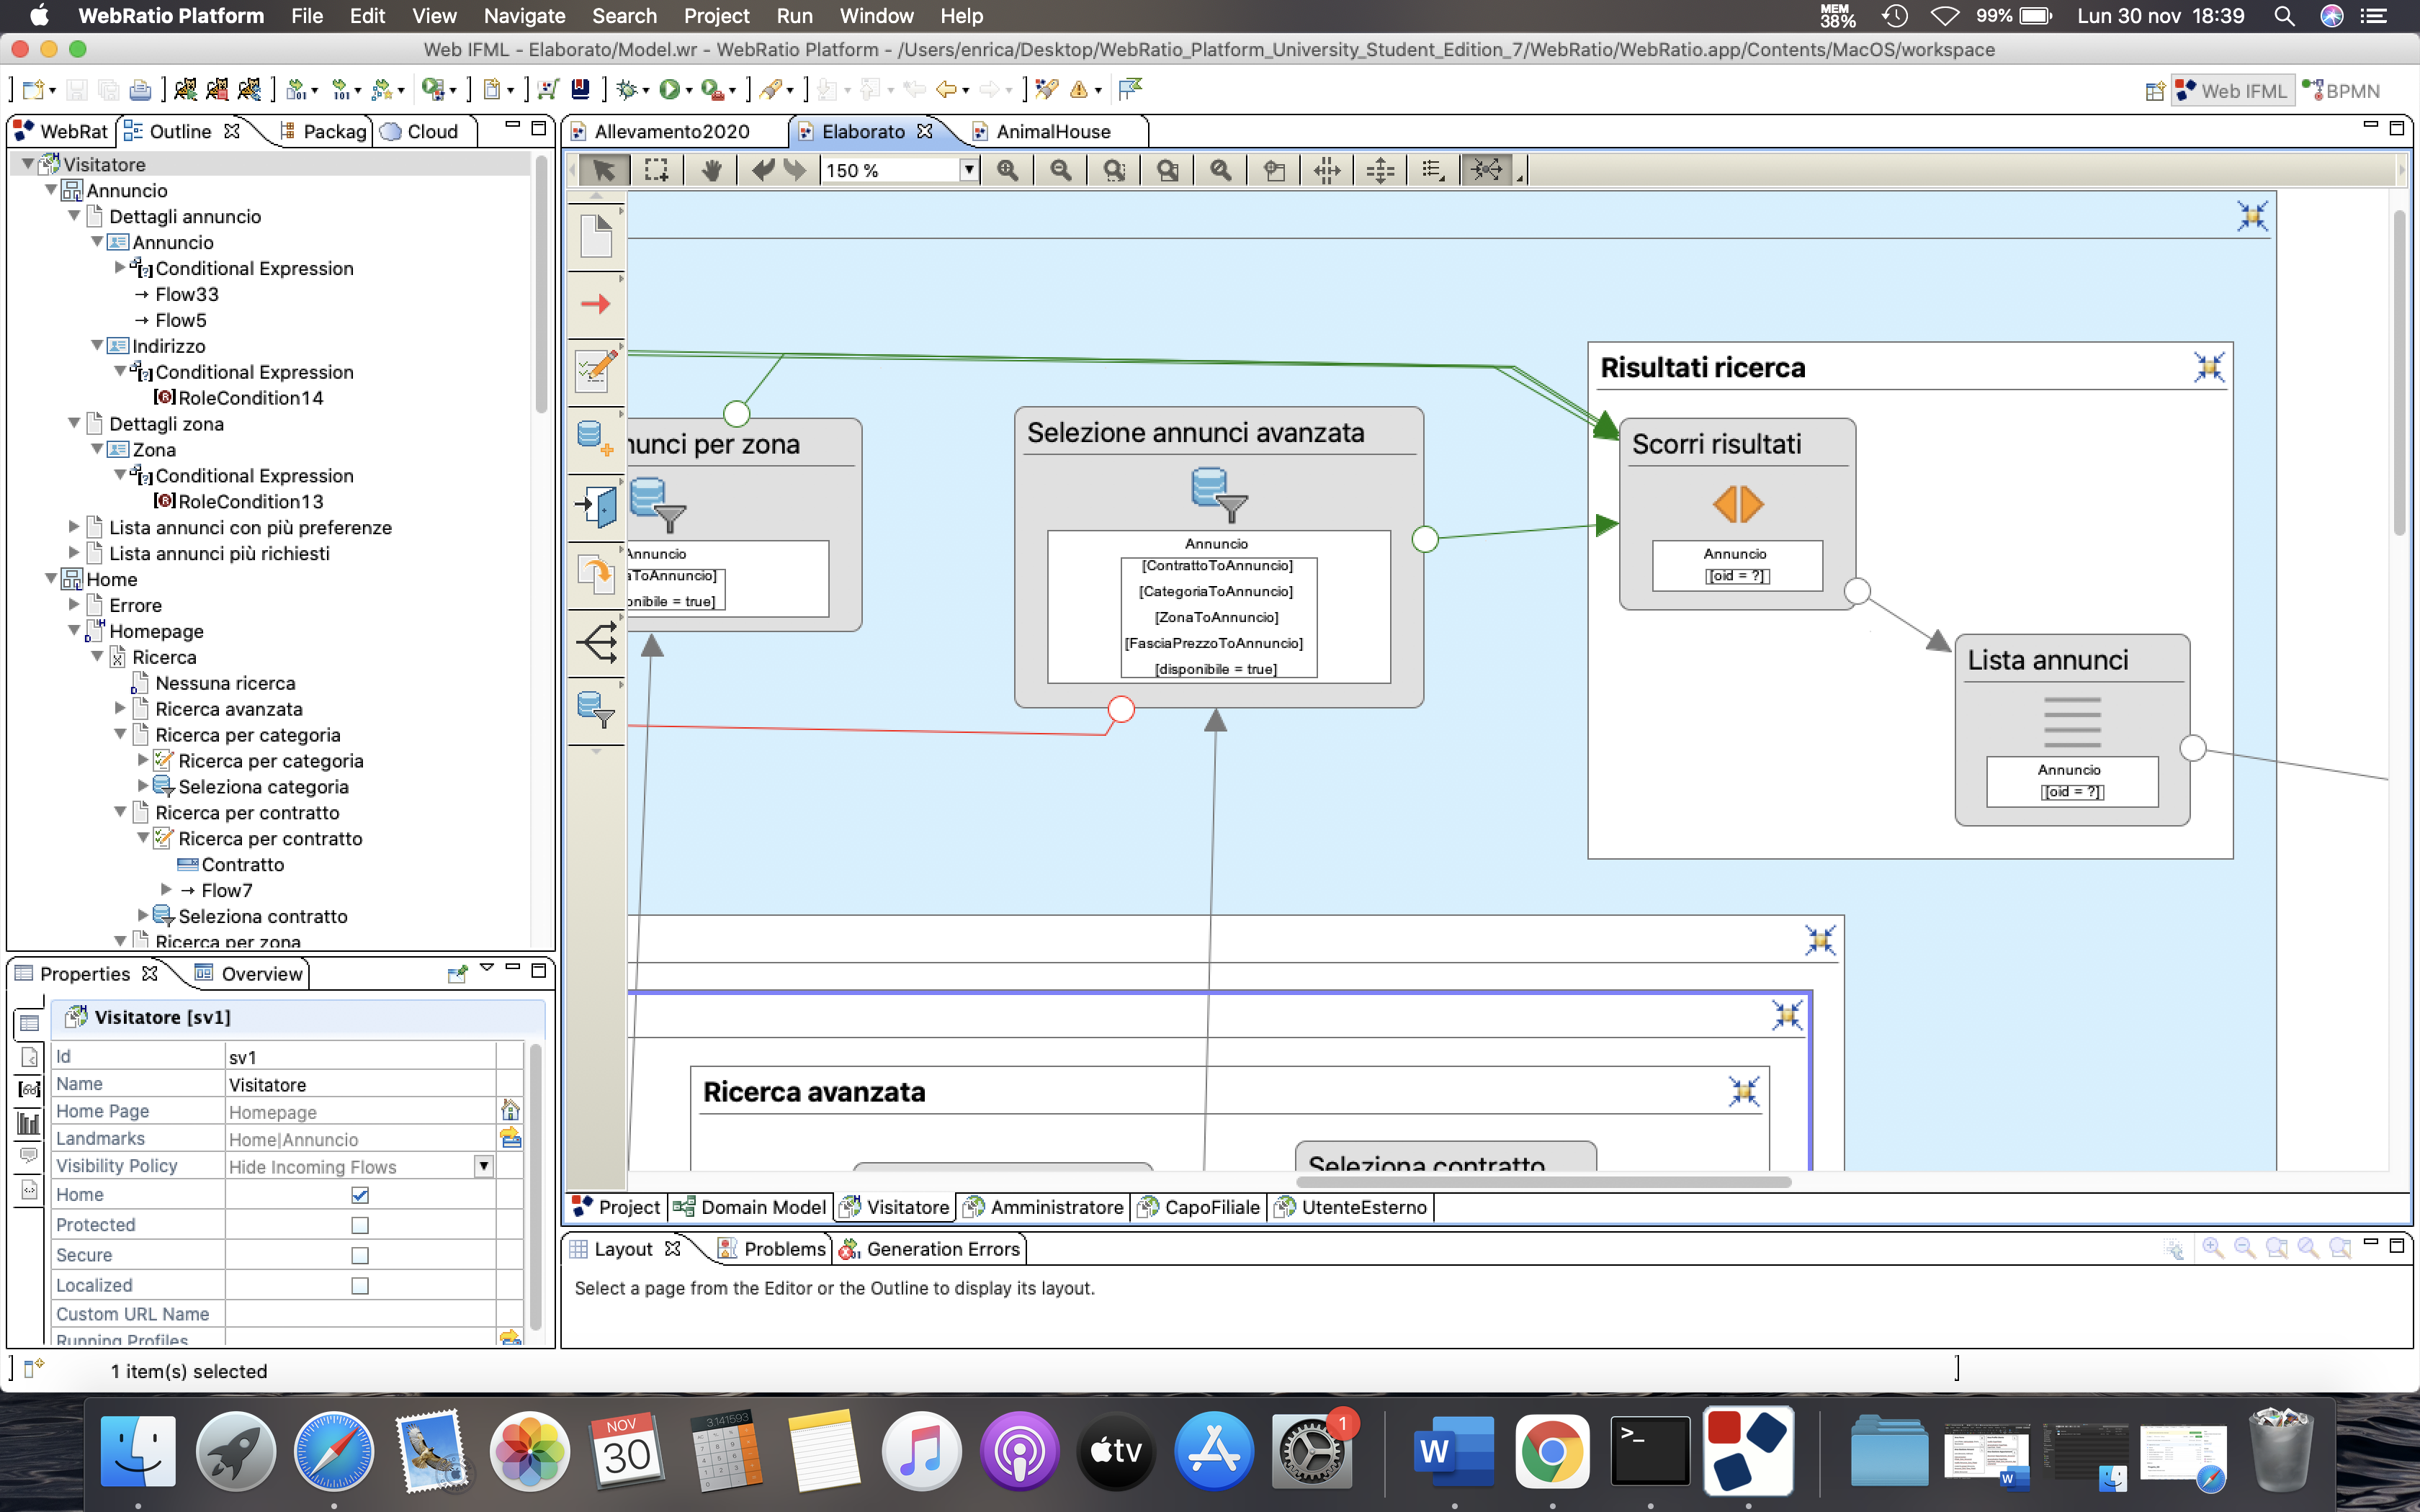 WebRatio Platform File Edit View Navigate Search Project Run Window Help MEM 38% 99% Lun 30 nov 18:39
Web IFML - Elaborato/Model.wr - WebRatio Platform - /Users/enrica/Desktop/WebRatio_Platform_University_Student_Edition_7/WebRatio/WebRatio.app/Contents/MacOS/workspace
Web IFML BPMN
WebRat Outline Packag Cloud
Visitatore
Annuncio
Dettagli annuncio
Annuncio
Conditional Expression
Flow33
Flow5
Indirizzo
Conditional Expression
RoleCondition14
Dettagli zona
Zona
Conditional Expression
RoleCondition13
Lista annunci con più preferenze
Lista annunci più richiesti
Home
Errore
Homepage
Ricerca
Nessuna ricerca
Ricerca avanzata
Ricerca per categoria
Ricerca per categoria
Seleziona categoria
Ricerca per contratto
Ricerca per contratto
Contratto
Flow7
Seleziona contratto
Ricerca per zona
Properties Overview
Visitatore [sv1]
Id sv1
Name Visitatore
Home Page Homepage
Landmarks Home|Annuncio
Visibility Policy Hide Incoming Flows
Home
Protected
Secure
Localized
Custom URL Name
Running Profiles
1 item(s) selected
Allevamento2020 Elaborato AnimalHouse
150 %
nunci per zona
Annuncio
aToAnnuncio]
onibile = true]
Selezione annunci avanzata
Annuncio
[ContrattoToAnnuncio]
[CategoriaToAnnuncio]
[ZonaToAnnuncio]
[FasciaPrezzoToAnnuncio]
[disponibile = true]
Risultati ricerca
Scorri risultati
Annuncio
[oid = ?]
Lista annunci
Annuncio
[oid = ?]
Ricerca avanzata
Seleziona contratto
Project Domain Model Visitatore Amministratore CapoFiliale UtenteEsterno
Layout Problems Generation Errors
Select a page from the Editor or the Outline to display its layout.
NOV
30
3,141593
tv
1
W
>_